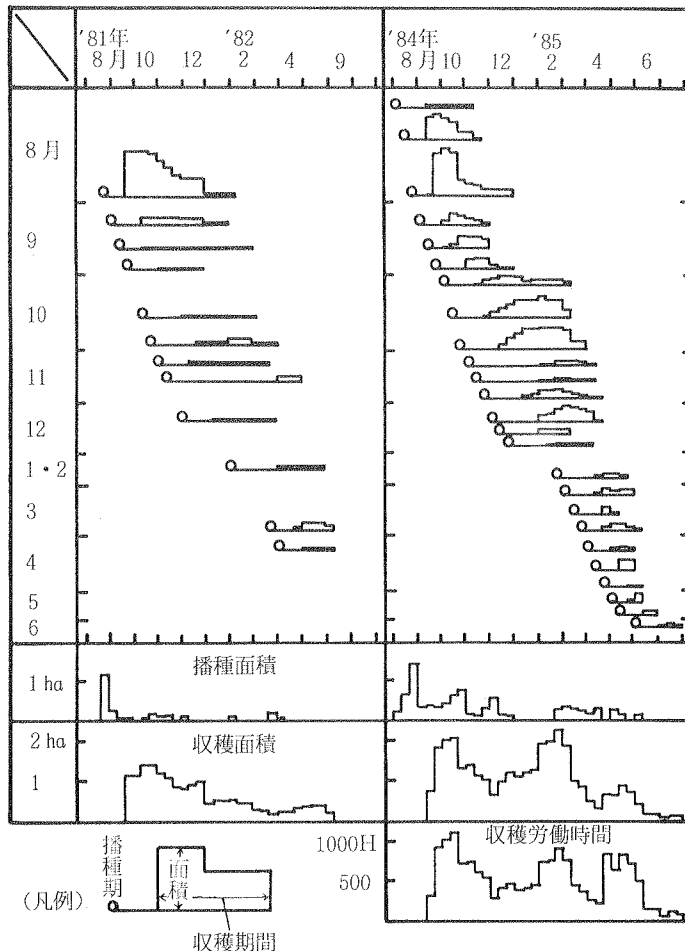 '81年 '82
8月 10 12 2 4 9
'84年 '85
8月 10 12 2 4 6
8月
9
10
11
12
1・2
3
4
5
6
1 ha
播種面積
2 ha
収穫面積
1
収穫労働時間
1000H
500
(凡例)
播種期
面積
収穫期間